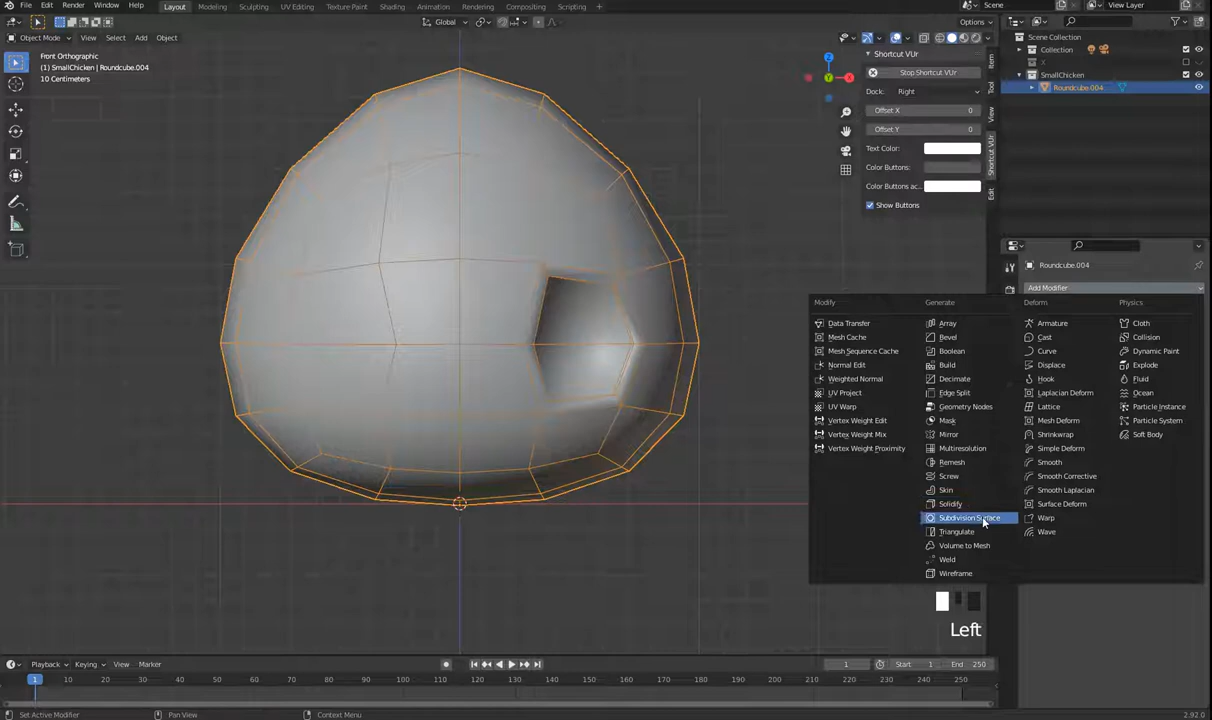 File Edit Render Window Help Layout Modeling Sculpting UV Editing Texture Paint Shading Animation Rendering Compositing Scripting + Scene View Layer
Global Options
Object Mode View Select Add Object
Front Orthographic
(1) SmallChicken | Roundcube.004
10 Centimeters
Shortcut VUr
Stop Shortcut VUr
Dock: Right
Offset X 0
Offset Y 0
Text Color:
Color Buttons:
Color Buttons ac...
Show Buttons
Item
Tool
View
Shortcut VUr
Edit
Scene Collection
Collection
X
SmallChicken
Roundcube.004
Roundcube.004
Add Modifier
Modify
Data Transfer
Mesh Cache
Mesh Sequence Cache
Normal Edit
Weighted Normal
UV Project
UV Warp
Vertex Weight Edit
Vertex Weight Mix
Vertex Weight Proximity
Generate
Array
Bevel
Boolean
Build
Decimate
Edge Split
Geometry Nodes
Mask
Mirror
Multiresolution
Remesh
Screw
Skin
Solidify
Subdivision Surface
Triangulate
Volume to Mesh
Weld
Wireframe
Deform
Armature
Cast
Curve
Displace
Hook
Laplacian Deform
Lattice
Mesh Deform
Shrinkwrap
Simple Deform
Smooth
Smooth Corrective
Smooth Laplacian
Surface Deform
Warp
Wave
Physics
Cloth
Collision
Dynamic Paint
Explode
Fluid
Ocean
Particle Instance
Particle System
Soft Body
Left
Playback Keying View Marker 1 Start 1 End 250
1 10 20 30 40 50 60 70 80 90 100 110 120 130 140 150 160 170 180 190 200 210 220 230 240 250
Set Active Modifier Pan View Context Menu 2.92.0